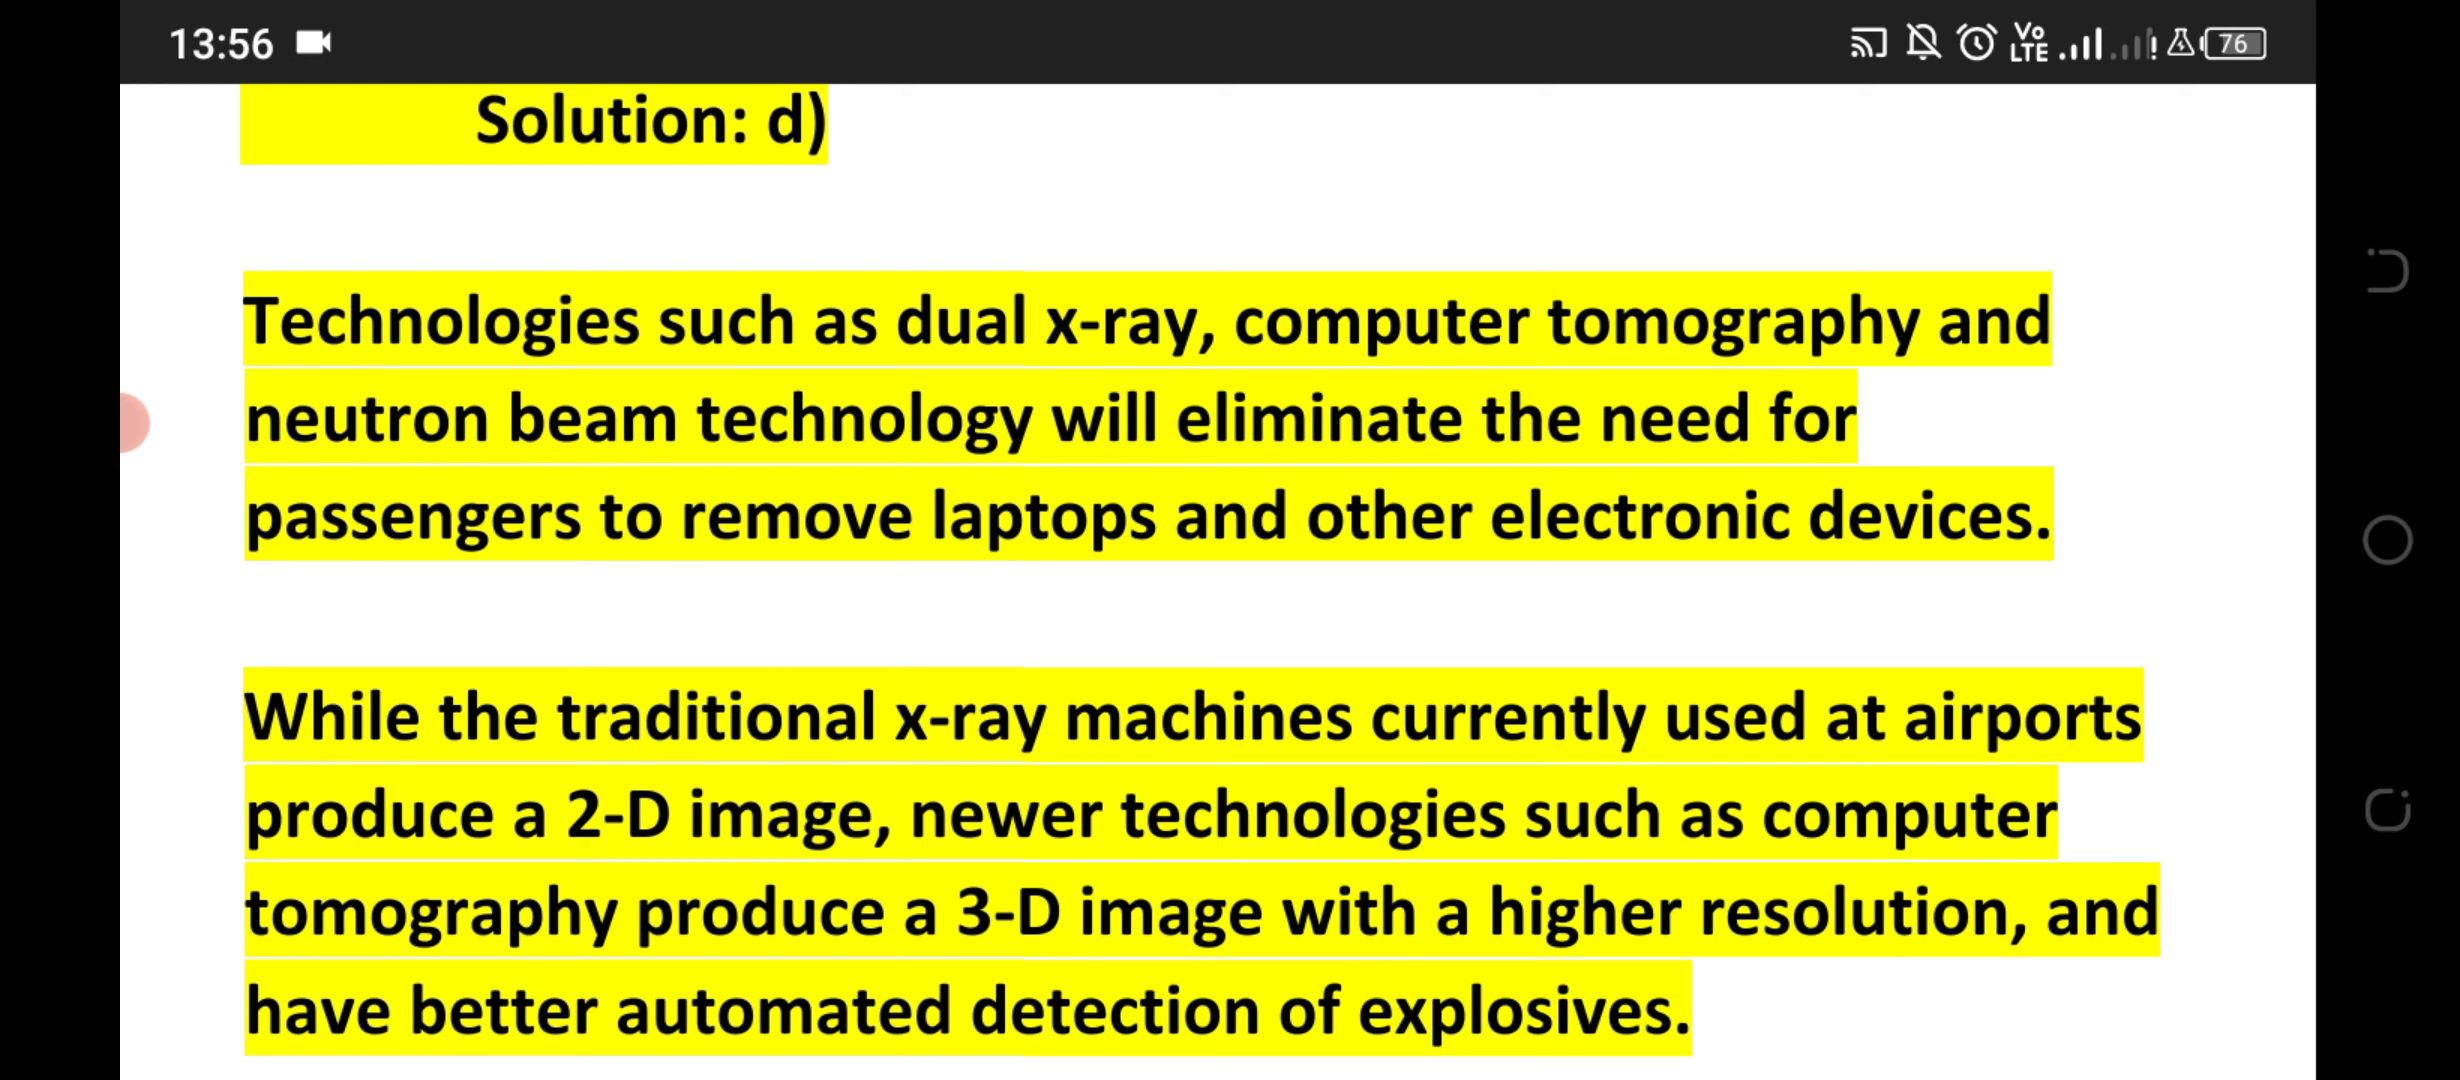 13:56
Vo
LTE
76
Solution: d)
Technologies such as dual x-ray, computer tomography and
neutron beam technology will eliminate the need for
passengers to remove laptops and other electronic devices.
While the traditional x-ray machines currently used at airports
produce a 2-D image, newer technologies such as computer
tomography produce a 3-D image with a higher resolution, and
have better automated detection of explosives.